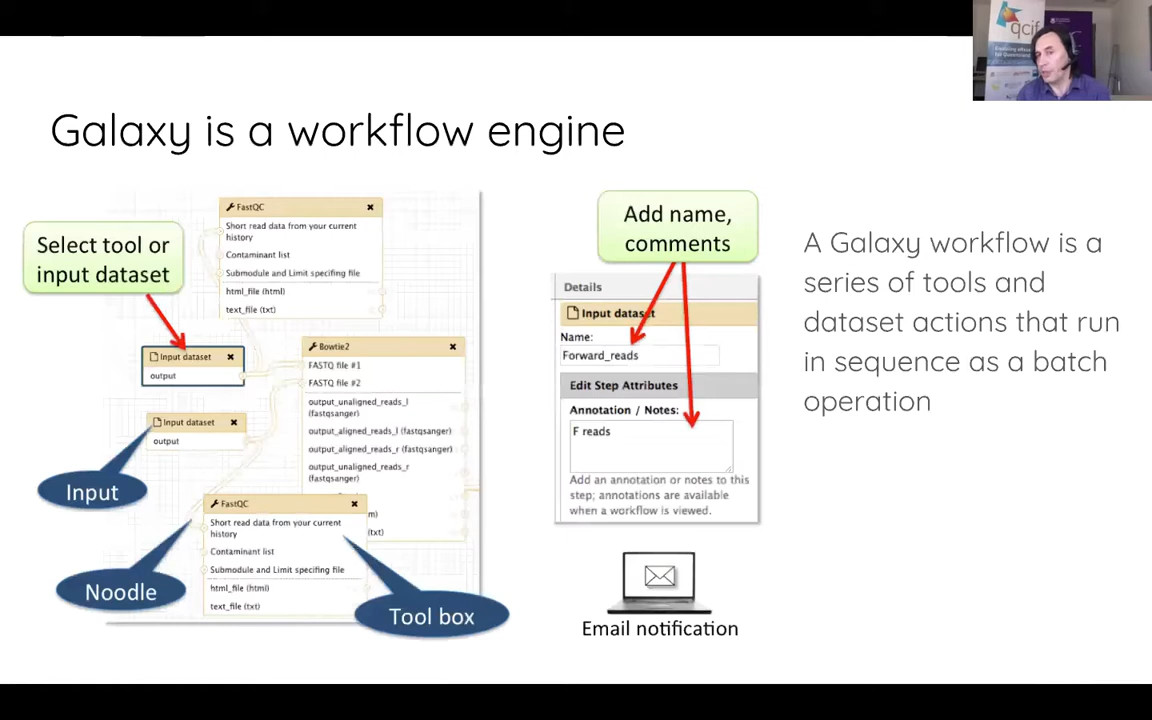 qcif
Galaxy is a workflow engine
FastQC
Short read data from your current
history
Contaminant list
Submodule and Limit specifing file
html_file (html)
text_file (txt)
Select tool or
input dataset
Input dataset
output
Input dataset
output
Bowtie2
FASTQ file #1
FASTQ file #2
output_unaligned_reads_l
(fastqsanger)
output_aligned_reads_l (fastqsanger)
output_aligned_reads_r (fastqsanger)
output_unaligned_reads_r
(fastqsanger)
m)
(txt)
Input
FastQC
Short read data from your current
history
Contaminant list
Submodule and Limit specifing file
html_file (html)
text_file (txt)
Noodle
Tool box
Add name,
comments
Details
Input dataset
Name:
Forward_reads
Edit Step Attributes
Annotation / Notes:
F reads
Add an annotation or notes to this
step; annotations are available
when a workflow is viewed.
Email notification
A Galaxy workflow is a
series of tools and
dataset actions that run
in sequence as a batch
operation